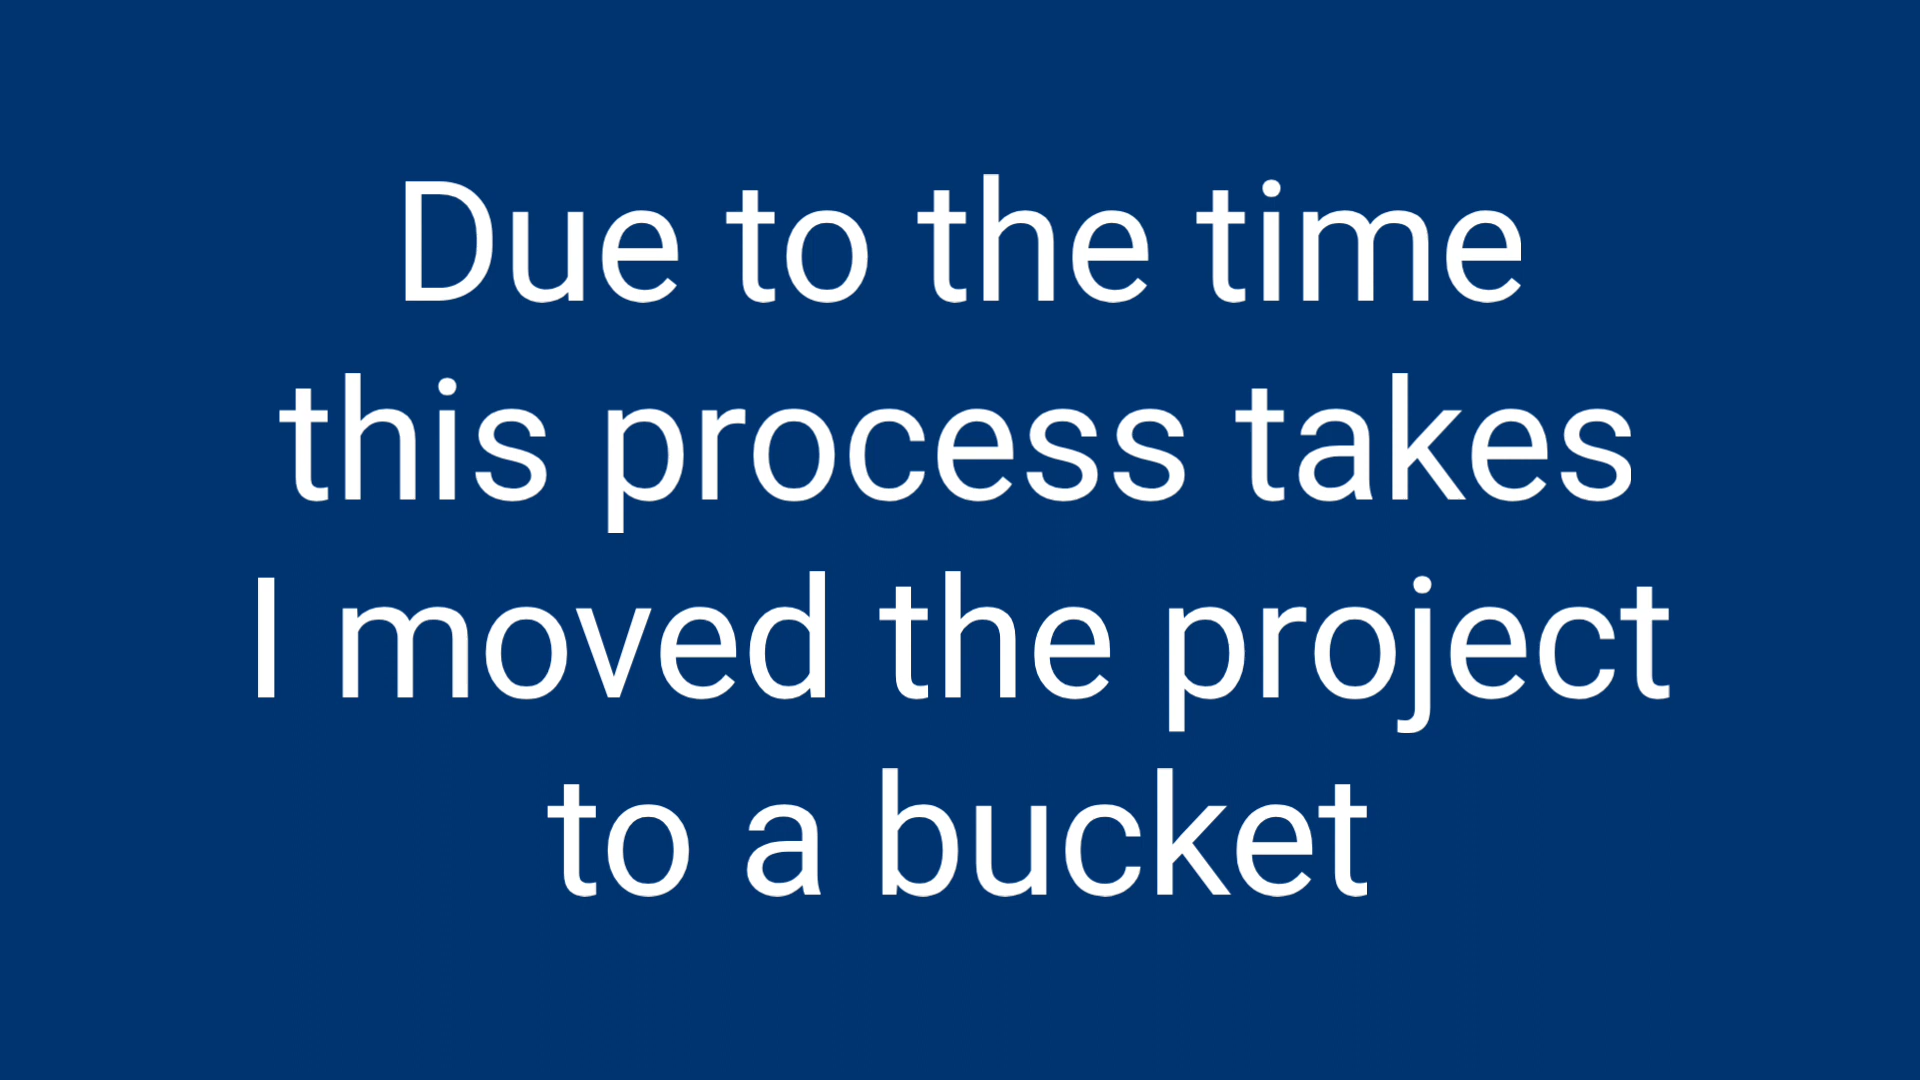 Due to the time
this process takes
I moved the project
to a bucket